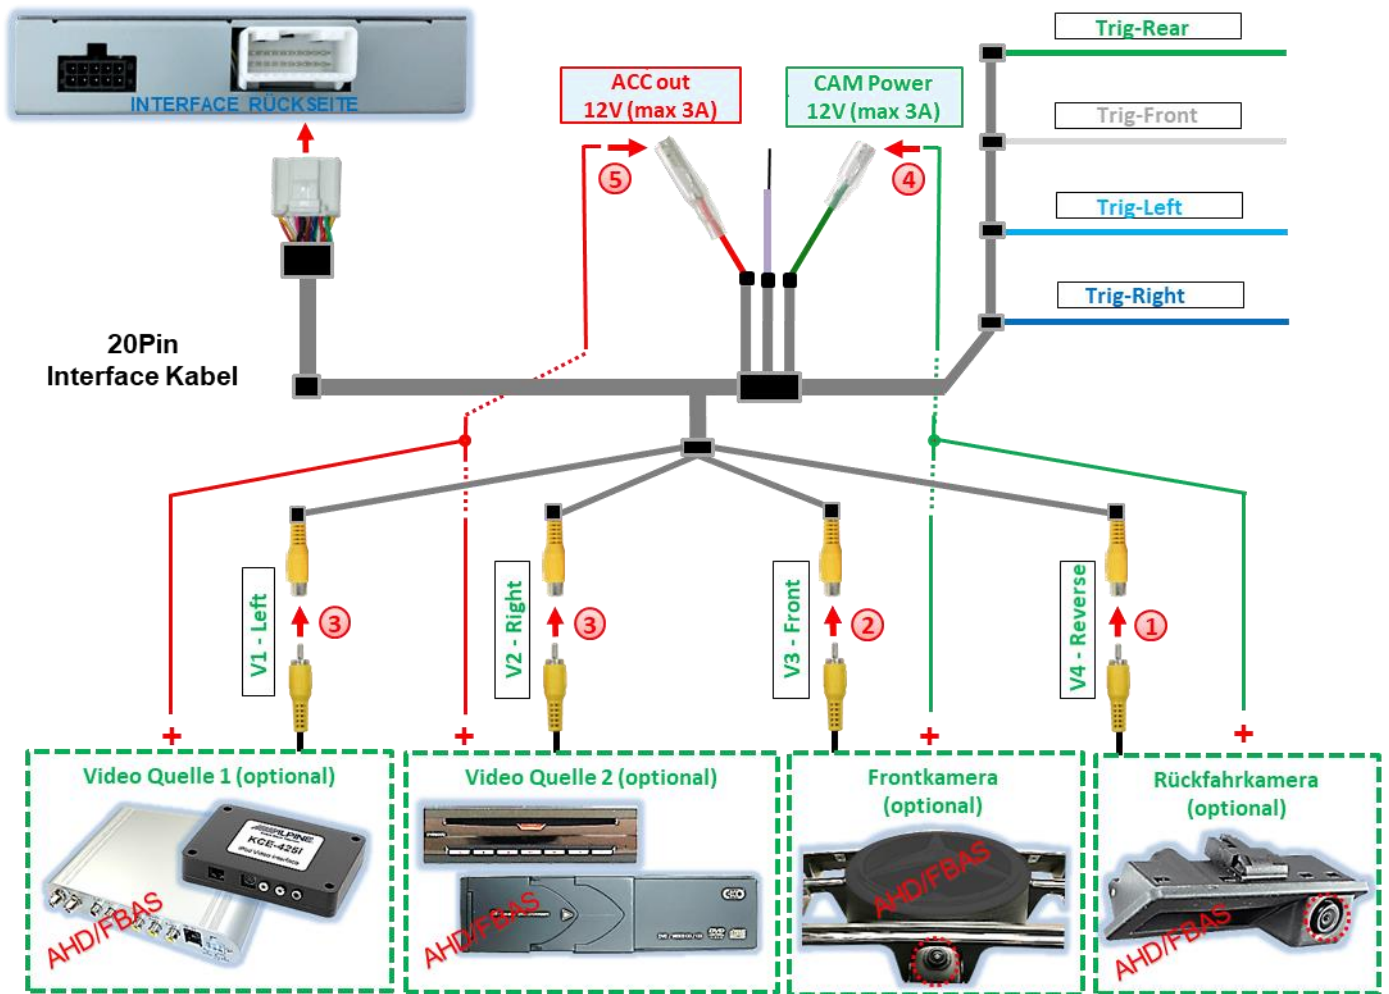 INTERFACE RÜCKSEITE
ACC out
12V (max 3A)
CAM Power
12V (max 3A)
Trig-Rear
Trig-Front
Trig-Left
Trig-Right
5
4
20Pin
Interface Kabel
V1 - Left
3
V2 - Right
3
V3 - Front
2
V4 - Reverse
1
+
+
+
+
Video Quelle 1 (optional)
ALPINE
KCE-425i
iPod Video Interface
AHD/FBAS
Video Quelle 2 (optional)
AHD/FBAS
Frontkamera
(optional)
AHD/FBAS
Rückfahrkamera
(optional)
AHD/FBAS